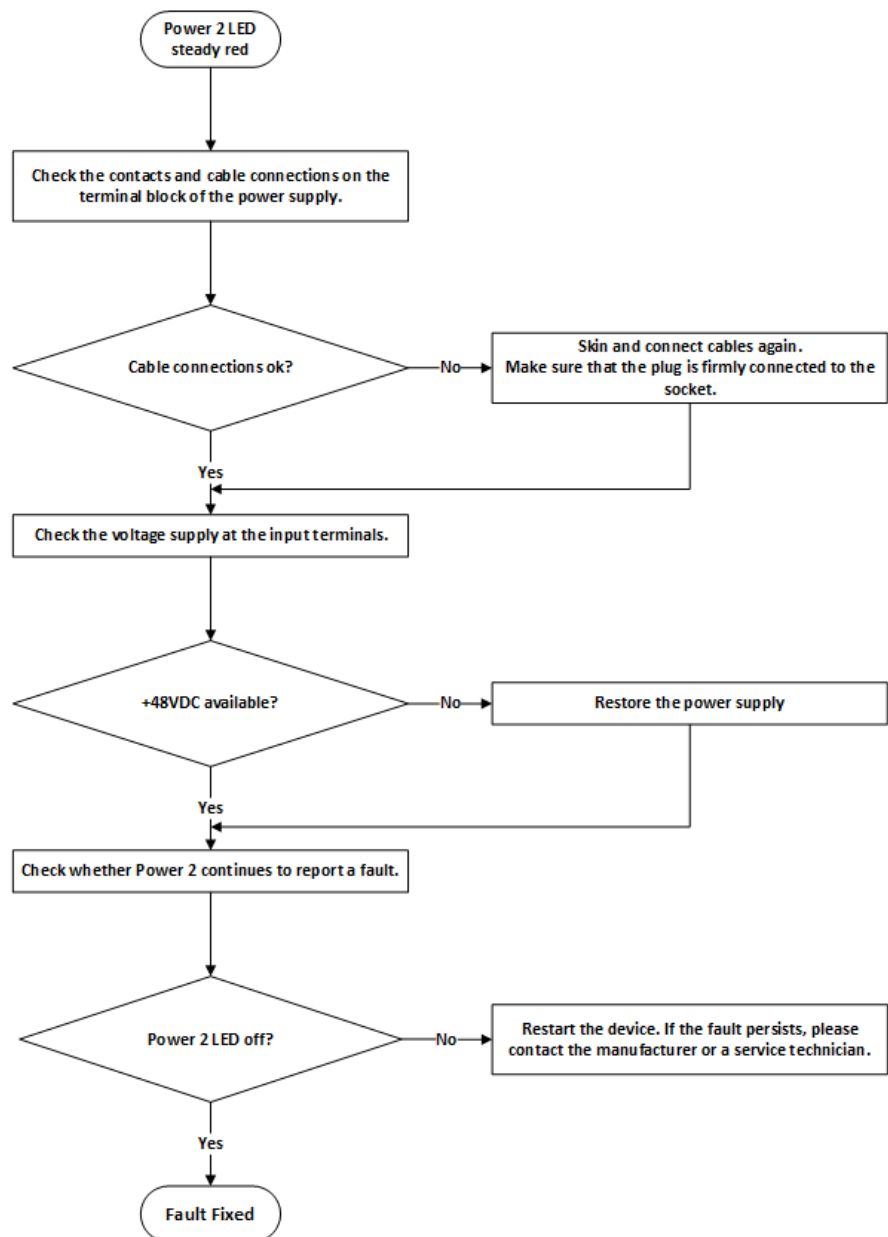 Power 2 LED
steady red
Check the contacts and cable connections on the
terminal block of the power supply.
Cable connections ok?
No
Skin and connect cables again.
Make sure that the plug is firmly connected to the
socket.
Yes
Check the voltage supply at the input terminals.
+48VDC available?
No
Restore the power supply
Yes
Check whether Power 2 continues to report a fault.
Power 2 LED off?
No
Restart the device. If the fault persists, please
contact the manufacturer or a service technician.
Yes
Fault Fixed